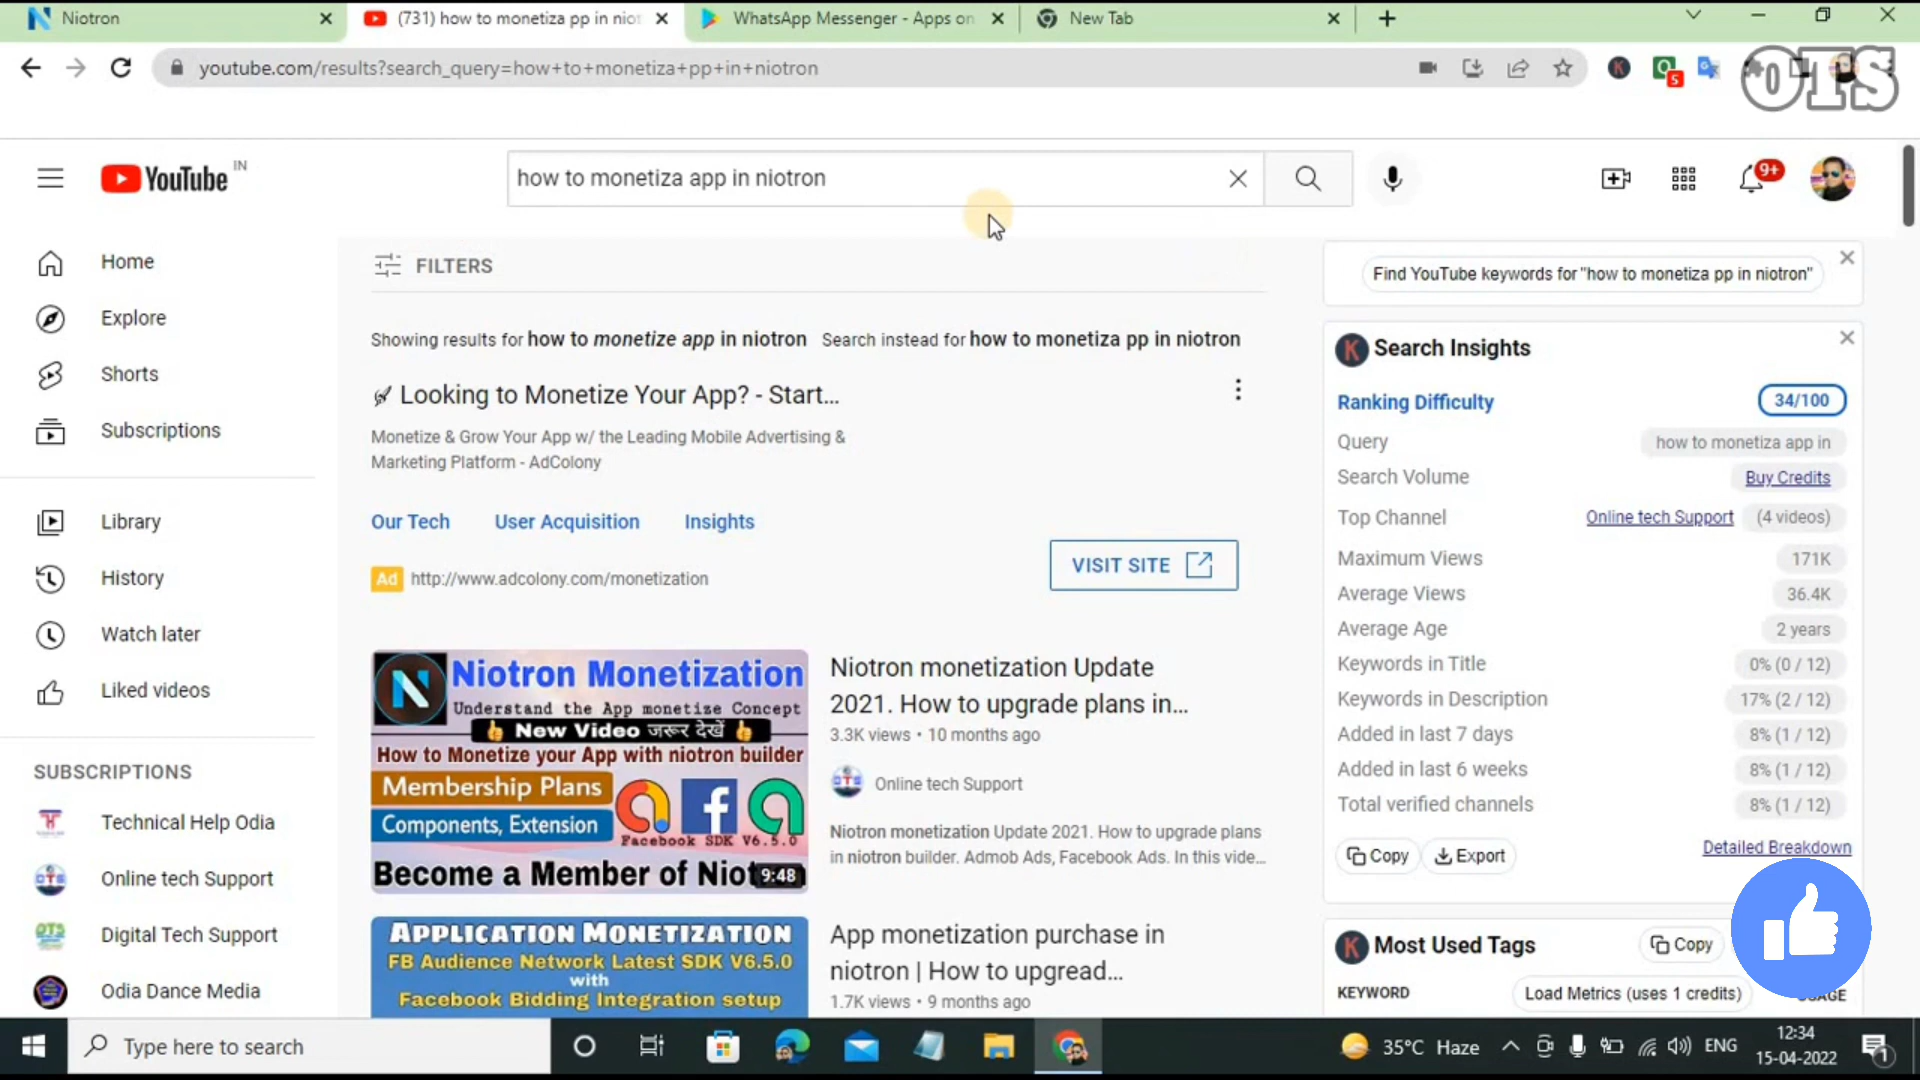 Niotron
(731) how to monetiza pp in niot
WhatsApp Messenger - Apps on
New Tab
youtube.com/results?search_query=how+to+monetiza+pp+in+niotron
5
OTS
YouTube IN
how to monetiza app in niotron
9+
Home
Explore
Shorts
Subscriptions
Library
History
Watch later
Liked videos
SUBSCRIPTIONS
Technical Help Odia
Online tech Support
Digital Tech Support
Odia Dance Media
FILTERS
Showing results for how to monetize app in niotron Search instead for how to monetiza pp in niotron
Looking to Monetize Your App? - Start...
Monetize & Grow Your App w/ the Leading Mobile Advertising &
Marketing Platform - AdColony
Our Tech User Acquisition Insights
VISIT SITE
Ad http://www.adcolony.com/monetization
Niotron Monetization
Understand the App monetize Concept
New Video जरूर देखें
How to Monetize your App with niotron builder
Membership Plans
Components, Extension
Facebook SDK V6.5.0
Become a Member of Niot
9:48
Niotron monetization Update
2021. How to upgrade plans in...
3.3K views • 10 months ago
Online tech Support
Niotron monetization Update 2021. How to upgrade plans
in niotron builder. Admob Ads, Facebook Ads. In this vide...
APPLICATION MONETIZATION
FB Audience Network Latest SDK V6.5.0
with
Facebook Bidding Integration setup
App monetization purchase in
niotron | How to upgread...
1.7K views • 9 months ago
Find YouTube keywords for "how to monetiza pp in niotron"
K Search Insights
Ranking Difficulty 34/100
Query how to monetiza app in
Search Volume Buy Credits
Top Channel Online tech Support (4 videos)
Maximum Views 171K
Average Views 36.4K
Average Age 2 years
Keywords in Title 0% (0 / 12)
Keywords in Description 17% (2 / 12)
Added in last 7 days 8% (1 / 12)
Added in last 6 weeks 8% (1 / 12)
Total verified channels 8% (1 / 12)
Copy Export Detailed Breakdown
K Most Used Tags Copy
KEYWORD Load Metrics (uses 1 credits)
Type here to search
35°C Haze
ENG
12:34
15-04-2022
1